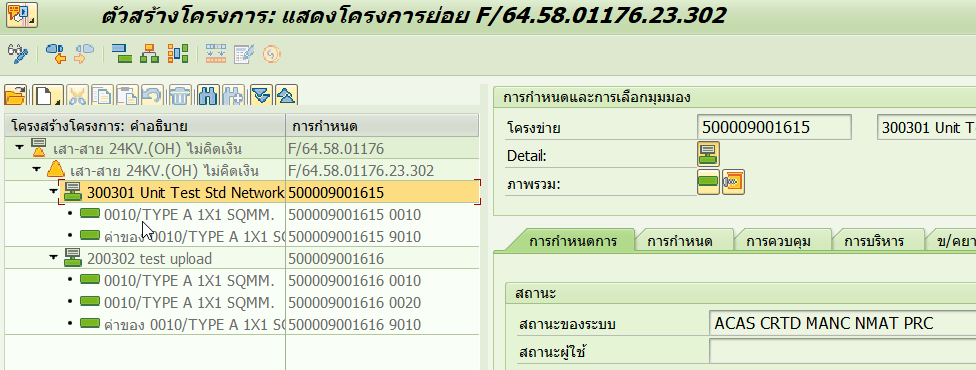 ตัวสร้างโครงการ: แสดงโครงการย่อย F/64.58.01176.23.302
โครงสร้างโครงการ: คำอธิบาย การกำหนด
เสา-สาย 24KV.(OH) ไม่คิดเงิน F/64.58.01176
เสา-สาย 24KV.(OH) ไม่คิดเงิน F/64.58.01176.23.302
300301 Unit Test Std Network 500009001615
0010/TYPE A 1X1 SQMM. 500009001615 0010
ค่าของ 0010/TYPE A 1X1 S 500009001615 9010
200302 test upload 500009001616
0010/TYPE A 1X1 SQMM. 500009001616 0010
0010/TYPE A 1X1 SQMM. 500009001616 0020
ค่าของ 0010/TYPE A 1X1 S 500009001616 9010
การกำหนดและการเลือกมุมมอง
โครงข่าย 500009001615 300301 Unit T
Detail:
ภาพรวม:
การกำหนดการ การกำหนด การควบคุม การบริหาร ข/คยา
สถานะ
สถานะของระบบ ACAS CRTD MANC NMAT PRC
สถานะผู้ใช้